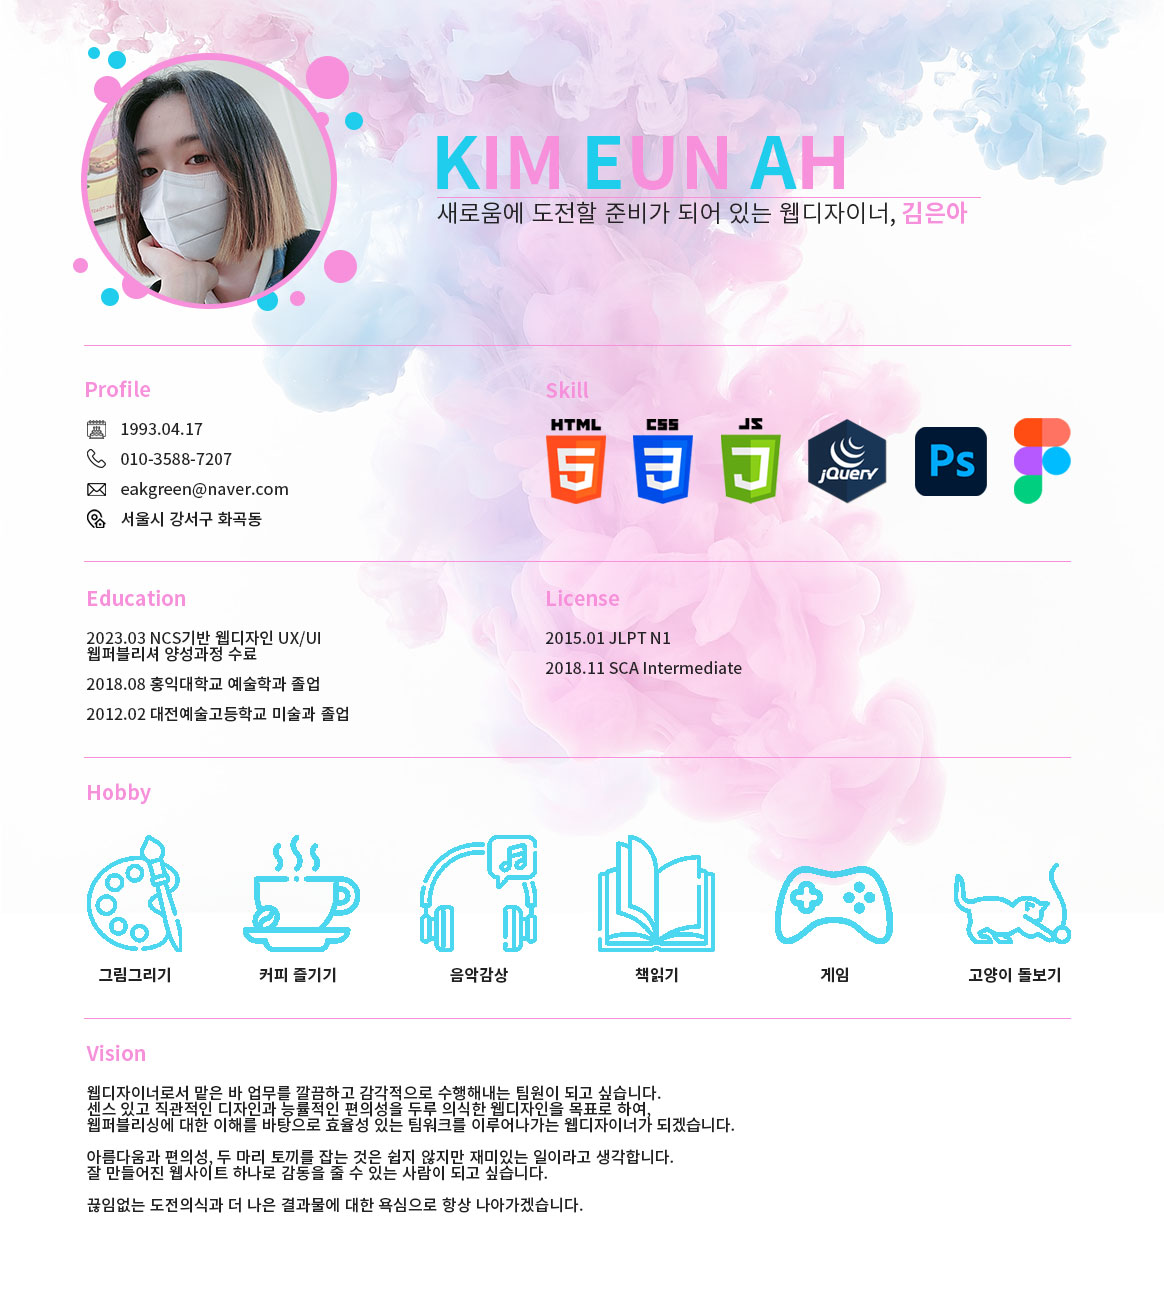 KIM EUN AH
새로움에 도전할 준비가 되어 있는 웹디자이너, 김은아
Profile
1993.04.17
010-3588-7207
eakgreen@naver.com
서울시 강서구 화곡동
Skill
HTML
5
CSS
3
JS
J
jQuery
Ps
Education
2023.03 NCS기반 웹디자인 UX/UI
웹퍼블리셔 양성과정 수료
2018.08 홍익대학교 예술학과 졸업
2012.02 대전예술고등학교 미술과 졸업
License
2015.01 JLPT N1
2018.11 SCA Intermediate
Hobby
그림그리기
커피 즐기기
음악감상
책읽기
게임
고양이 돌보기
Vision
웹디자이너로서 맡은 바 업무를 깔끔하고 감각적으로 수행해내는 팀원이 되고 싶습니다.
센스 있고 직관적인 디자인과 능률적인 편의성을 두루 의식한 웹디자인을 목표로 하여,
웹퍼블리싱에 대한 이해를 바탕으로 효율성 있는 팀워크를 이루어나가는 웹디자이너가 되겠습니다.
아름다움과 편의성, 두 마리 토끼를 잡는 것은 쉽지 않지만 재미있는 일이라고 생각합니다.
잘 만들어진 웹사이트 하나로 감동을 줄 수 있는 사람이 되고 싶습니다.
끊임없는 도전의식과 더 나은 결과물에 대한 욕심으로 항상 나아가겠습니다.